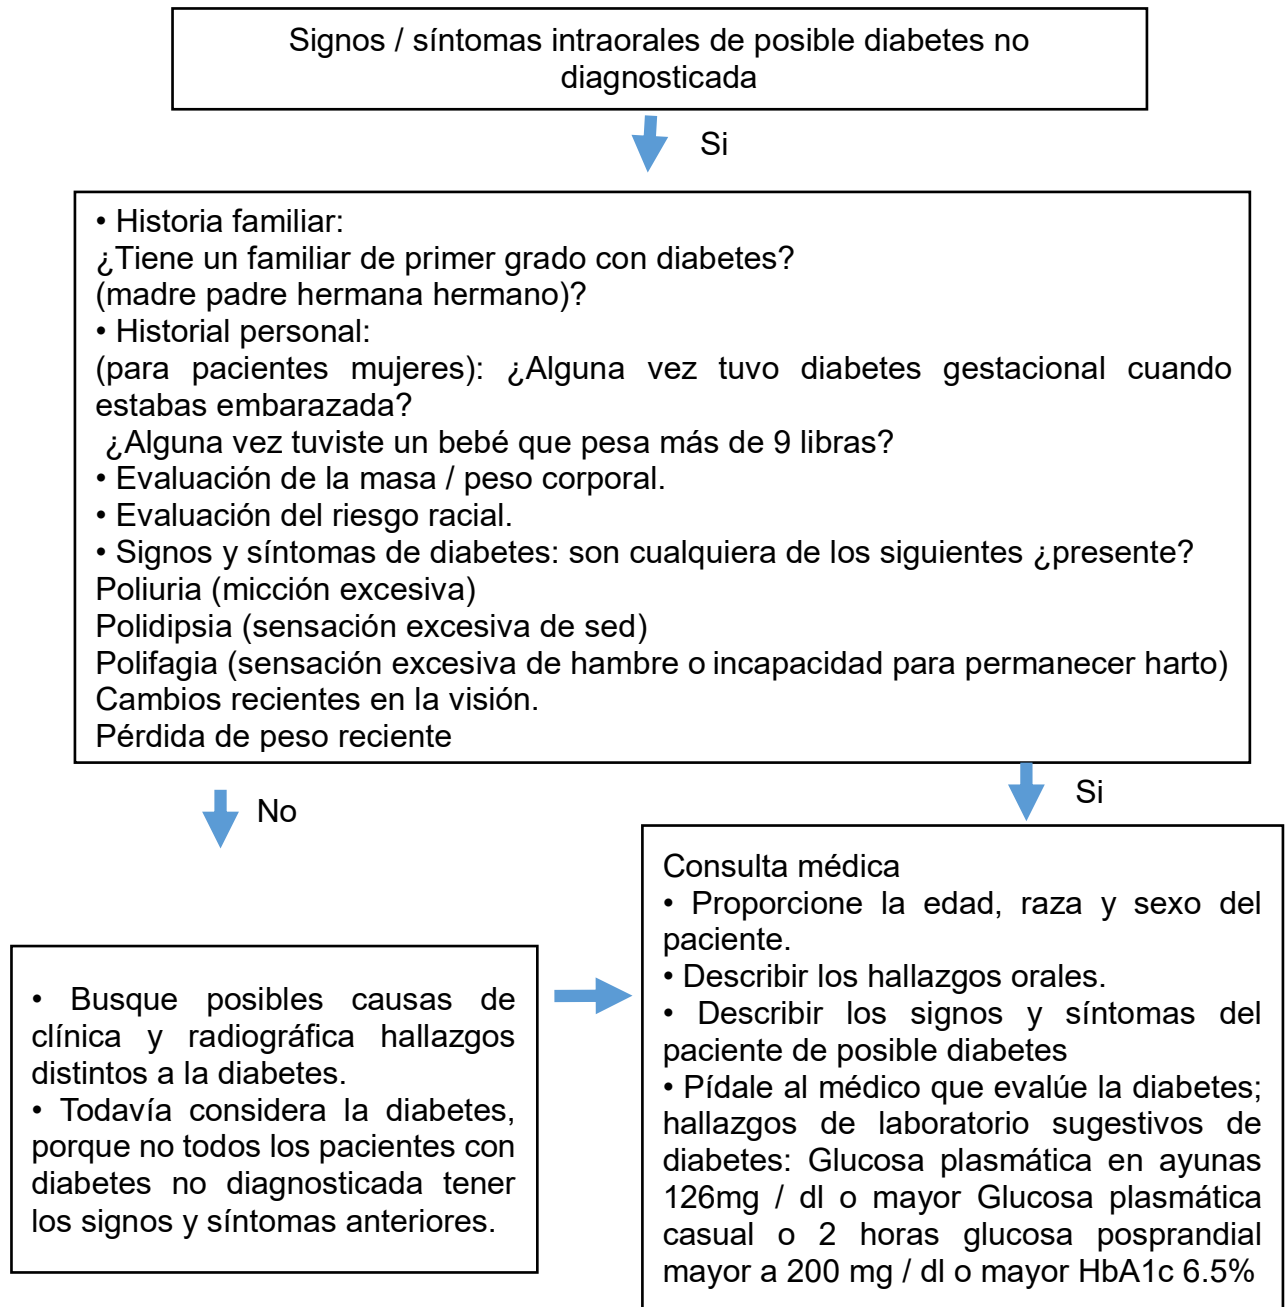 Signos / síntomas intraorales de posible diabetes no
diagnosticada
Si
• Historia familiar:
¿Tiene un familiar de primer grado con diabetes?
(madre padre hermana hermano)?
• Historial personal:
(para pacientes mujeres): ¿Alguna vez tuvo diabetes gestacional cuando
estabas embarazada?
¿Alguna vez tuviste un bebé que pesa más de 9 libras?
• Evaluación de la masa / peso corporal.
• Evaluación del riesgo racial.
• Signos y síntomas de diabetes: son cualquiera de los siguientes ¿presente?
Poliuria (micción excesiva)
Polidipsia (sensación excesiva de sed)
Polifagia (sensación excesiva de hambre o incapacidad para permanecer harto)
Cambios recientes en la visión.
Pérdida de peso reciente
No
Si
• Busque posibles causas de
clínica y radiográfica hallazgos
distintos a la diabetes.
• Todavía considera la diabetes,
porque no todos los pacientes con
diabetes no diagnosticada tener
los signos y síntomas anteriores.
Consulta médica
• Proporcione la edad, raza y sexo del
paciente.
• Describir los hallazgos orales.
• Describir los signos y síntomas del
paciente de posible diabetes
• Pídale al médico que evalúe la diabetes;
hallazgos de laboratorio sugestivos de
diabetes: Glucosa plasmática en ayunas
126mg / dl o mayor Glucosa plasmática
casual o 2 horas glucosa posprandial
mayor a 200 mg / dl o mayor HbA1c 6.5%